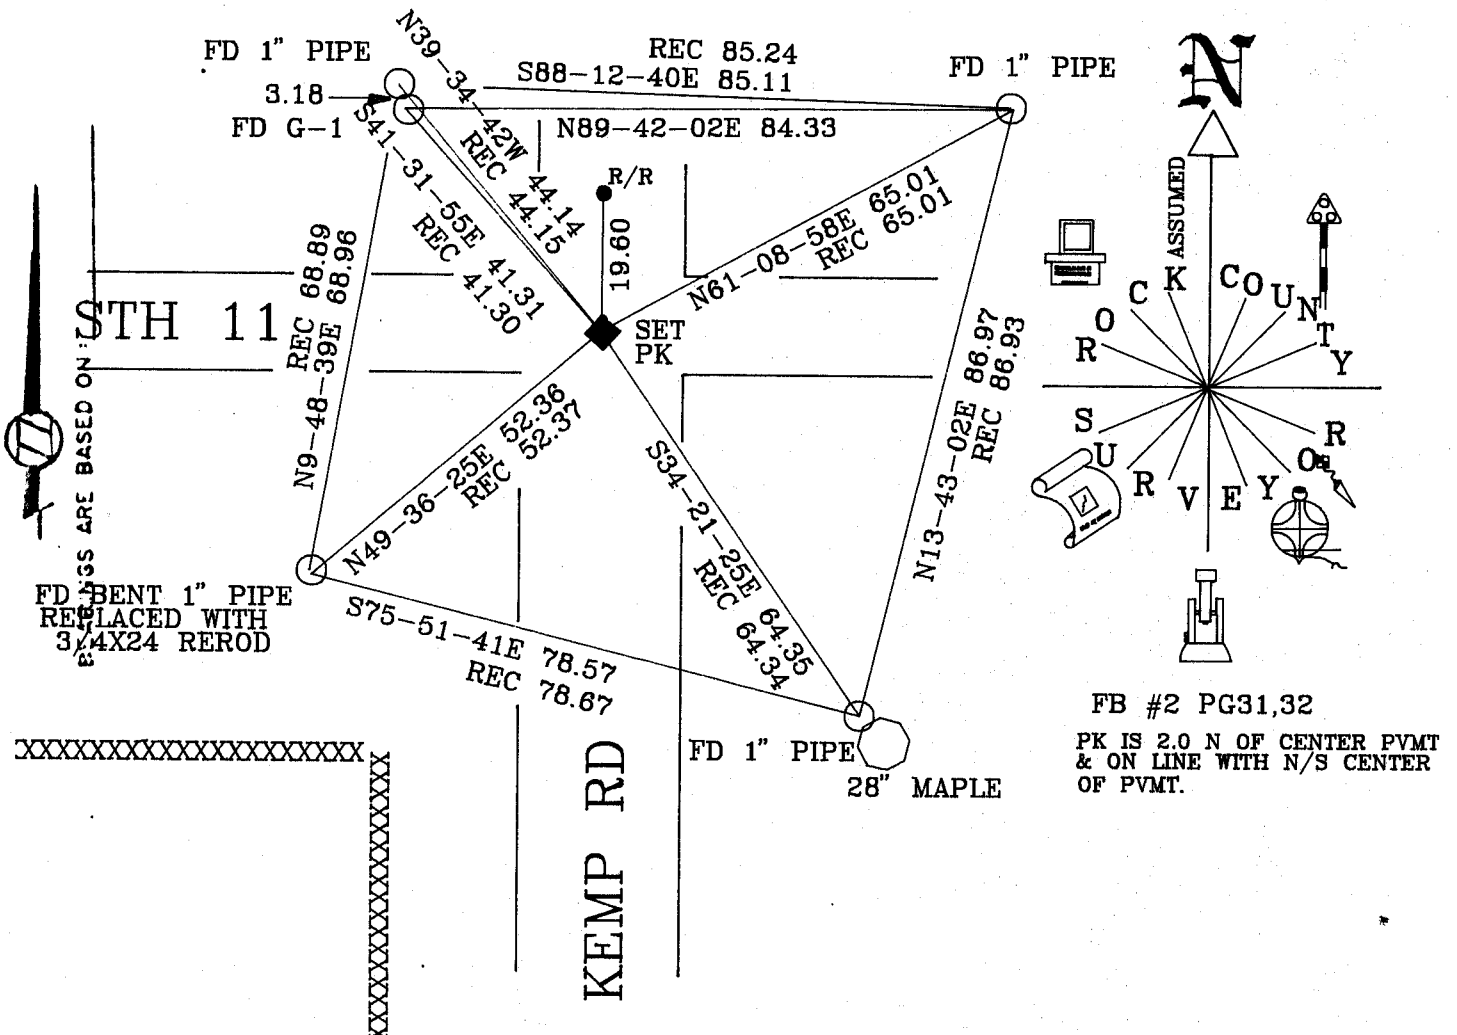 FD 1" PIPE
3.18
FD G-1
N39-34-42W 44.14
REC 44.15
S41-31-55E 41.31
REC 41.30
REC 85.24
S88-12-40E 85.11
N89-42-02E 84.33
FD 1" PIPE
R/R
19.60
N61-08-58E 65.01
REC 65.01
REC 68.89
N9-48-39E 68.96
STH 11
SET
PK
N49-36-25E 52.36
REC 52.37
S34-21-25E 64.35
REC 64.34
N13-43-02E 86.97
REC 86.93
FD BENT 1" PIPE
REPLACED WITH
3/4X24 REROD
ARE BASED ON
S75-51-41E 78.57
REC 78.67
FD 1" PIPE
28" MAPLE
KEMP RD
N
ASSUMED
ROCK COUNTY
SURVEYOR
FB #2 PG31,32
PK IS 2.0 N OF CENTER PVMT
& ON LINE WITH N/S CENTER
OF PVMT.